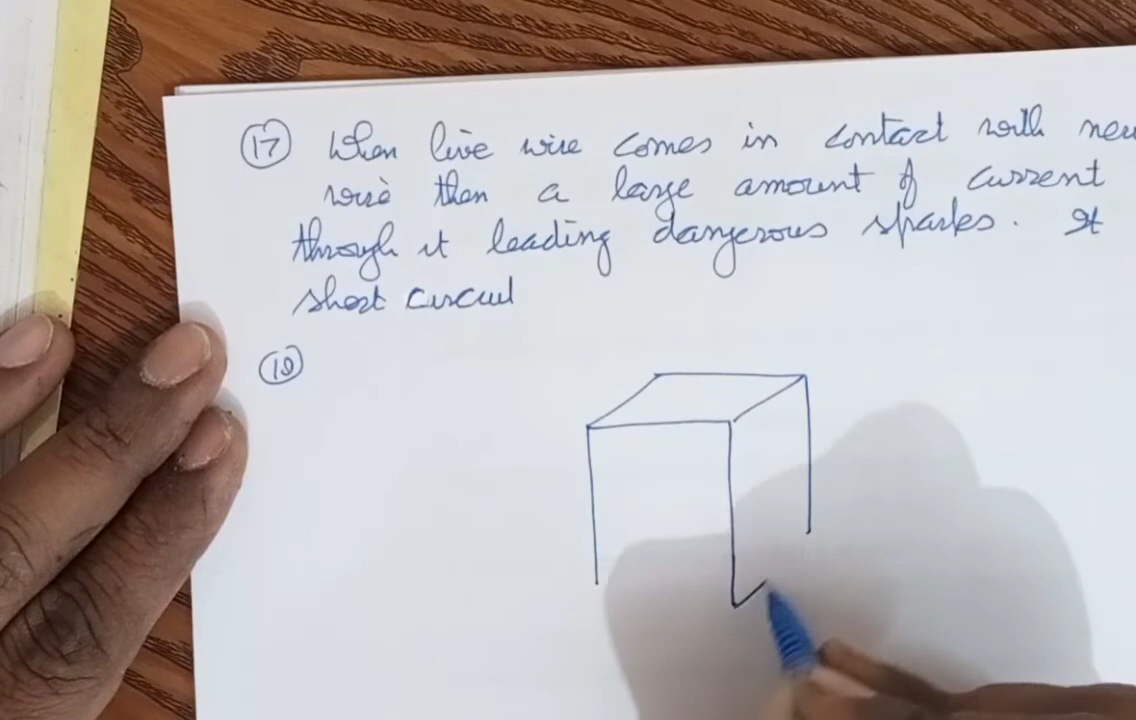 (17) When live wire comes in contact with neu
wire then a large amount of current
through it leading dangerous sparks. It
short circuit
(18)